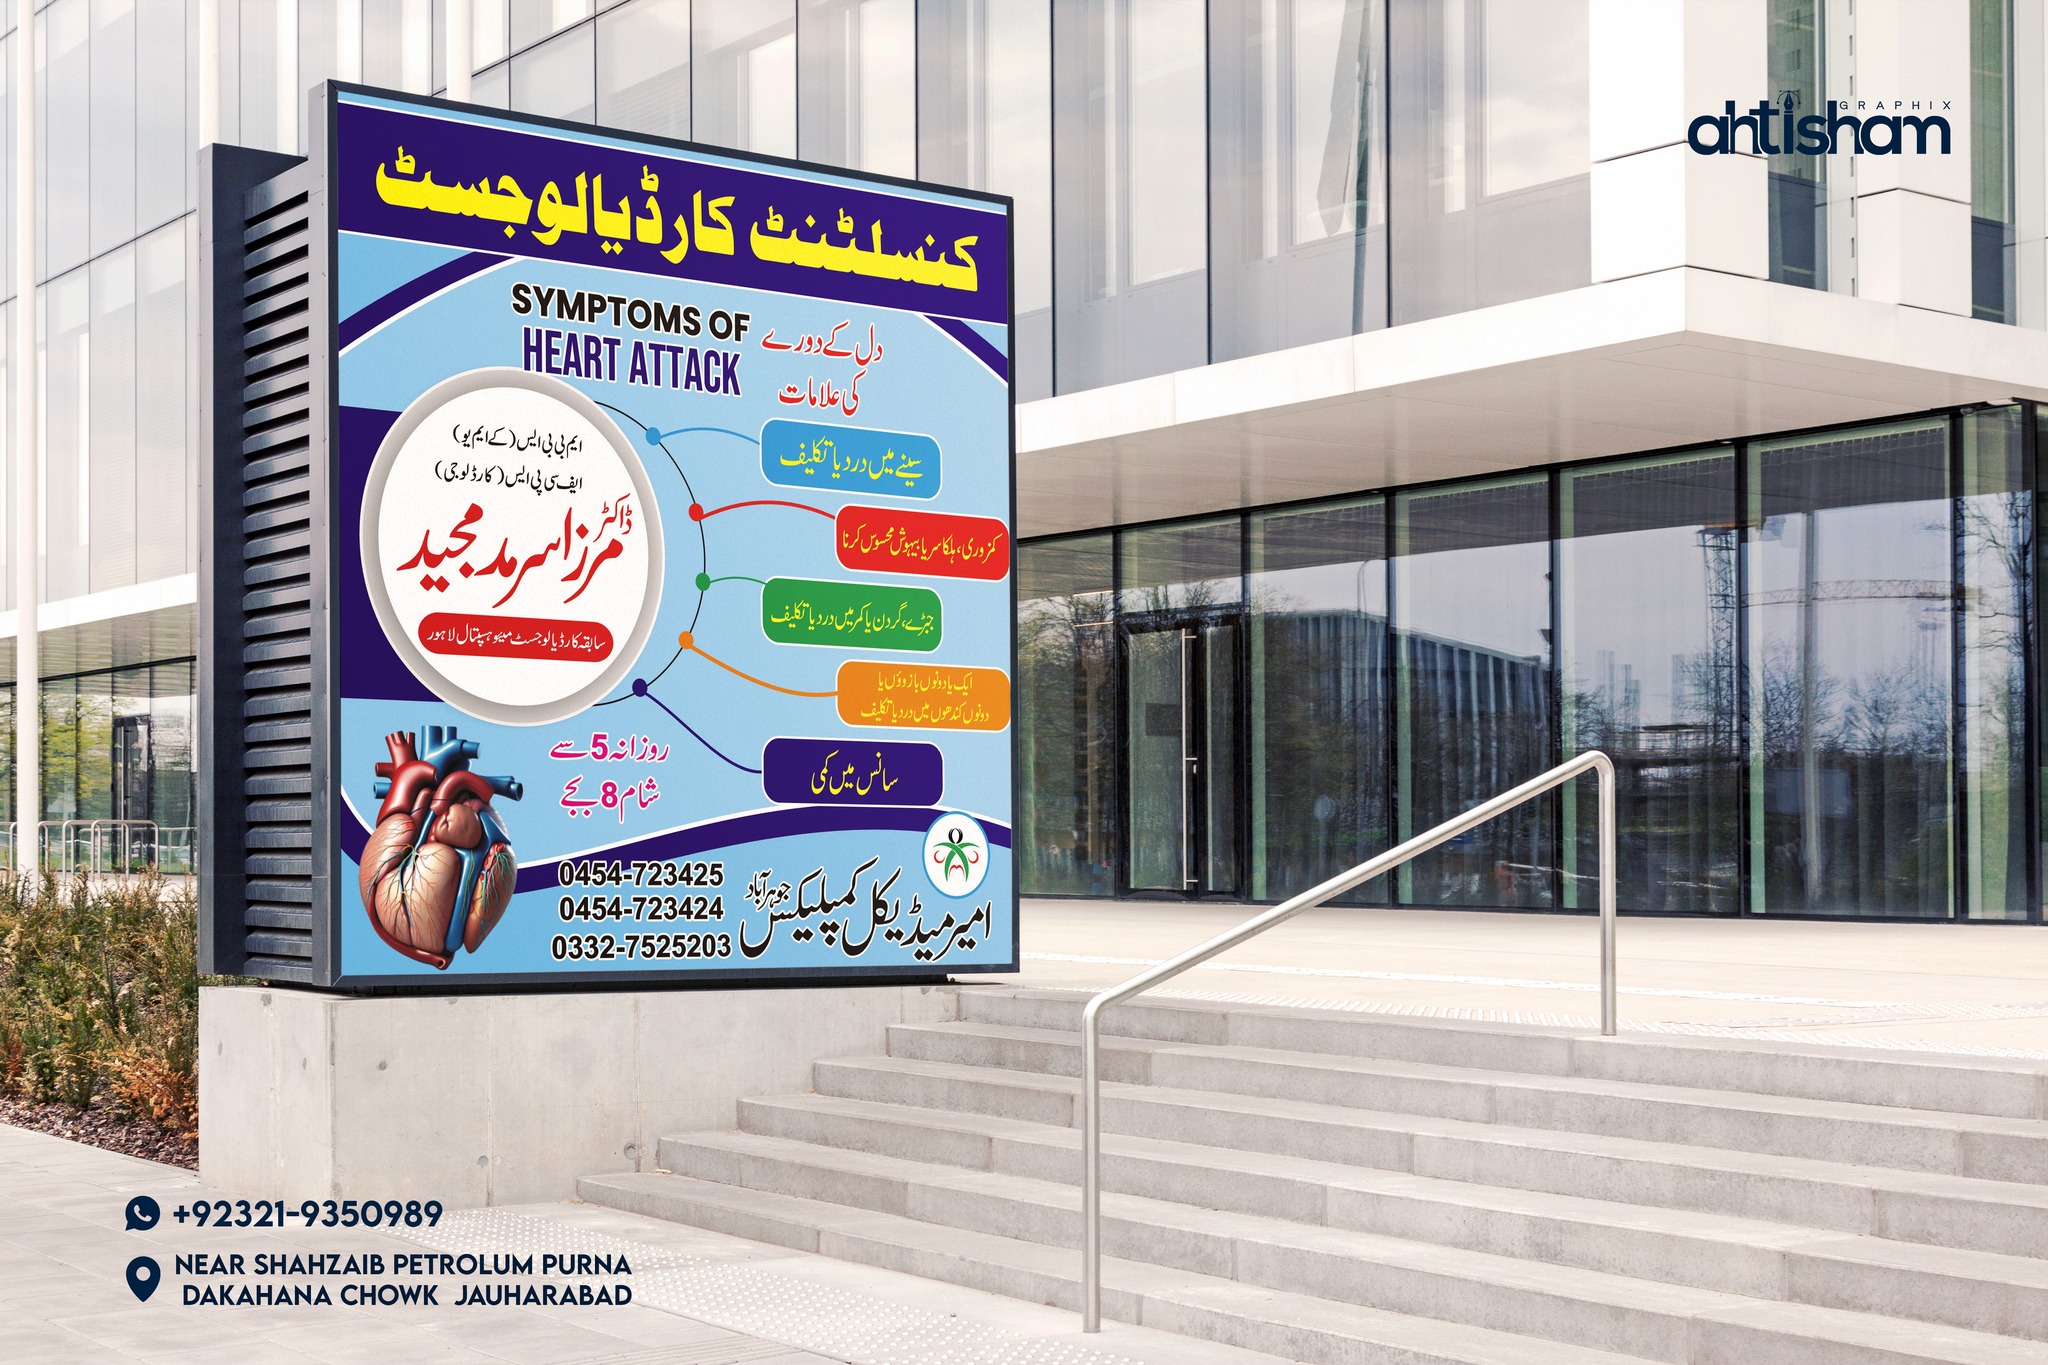 ahtisham
GRAPHIX
کنسلٹنٹ کارڈیالوجسٹ
SYMPTOMS OF
HEART ATTACK
دل کے دورے
کی علامات
ایم بی بی ایس (کے ایم یو)
ایف سی پی ایس (کارڈلوجی)
ڈاکٹر
مرزا سرمد مجید
سابقہ کارڈیالوجسٹ میو ہسپتال لاہور
سینے میں درد یا تکلیف
کمزوری، ہلکا سر یا بیہوش محسوس کرنا
جبڑے، گردن یا کمر میں درد یا تکلیف
ایک یا دونوں بازوؤں یا
دونوں کندھوں میں درد یا تکلیف
سانس میں کمی
روزانہ 5 سے
شام 8 بجے
0454-723425
0454-723424
0332-7525203
امیر میڈیکل کمپلیکس جوہرآباد
+92321-9350989
NEAR SHAHZAIB PETROLUM PURNA
DAKAHANA CHOWK JAUHARABAD